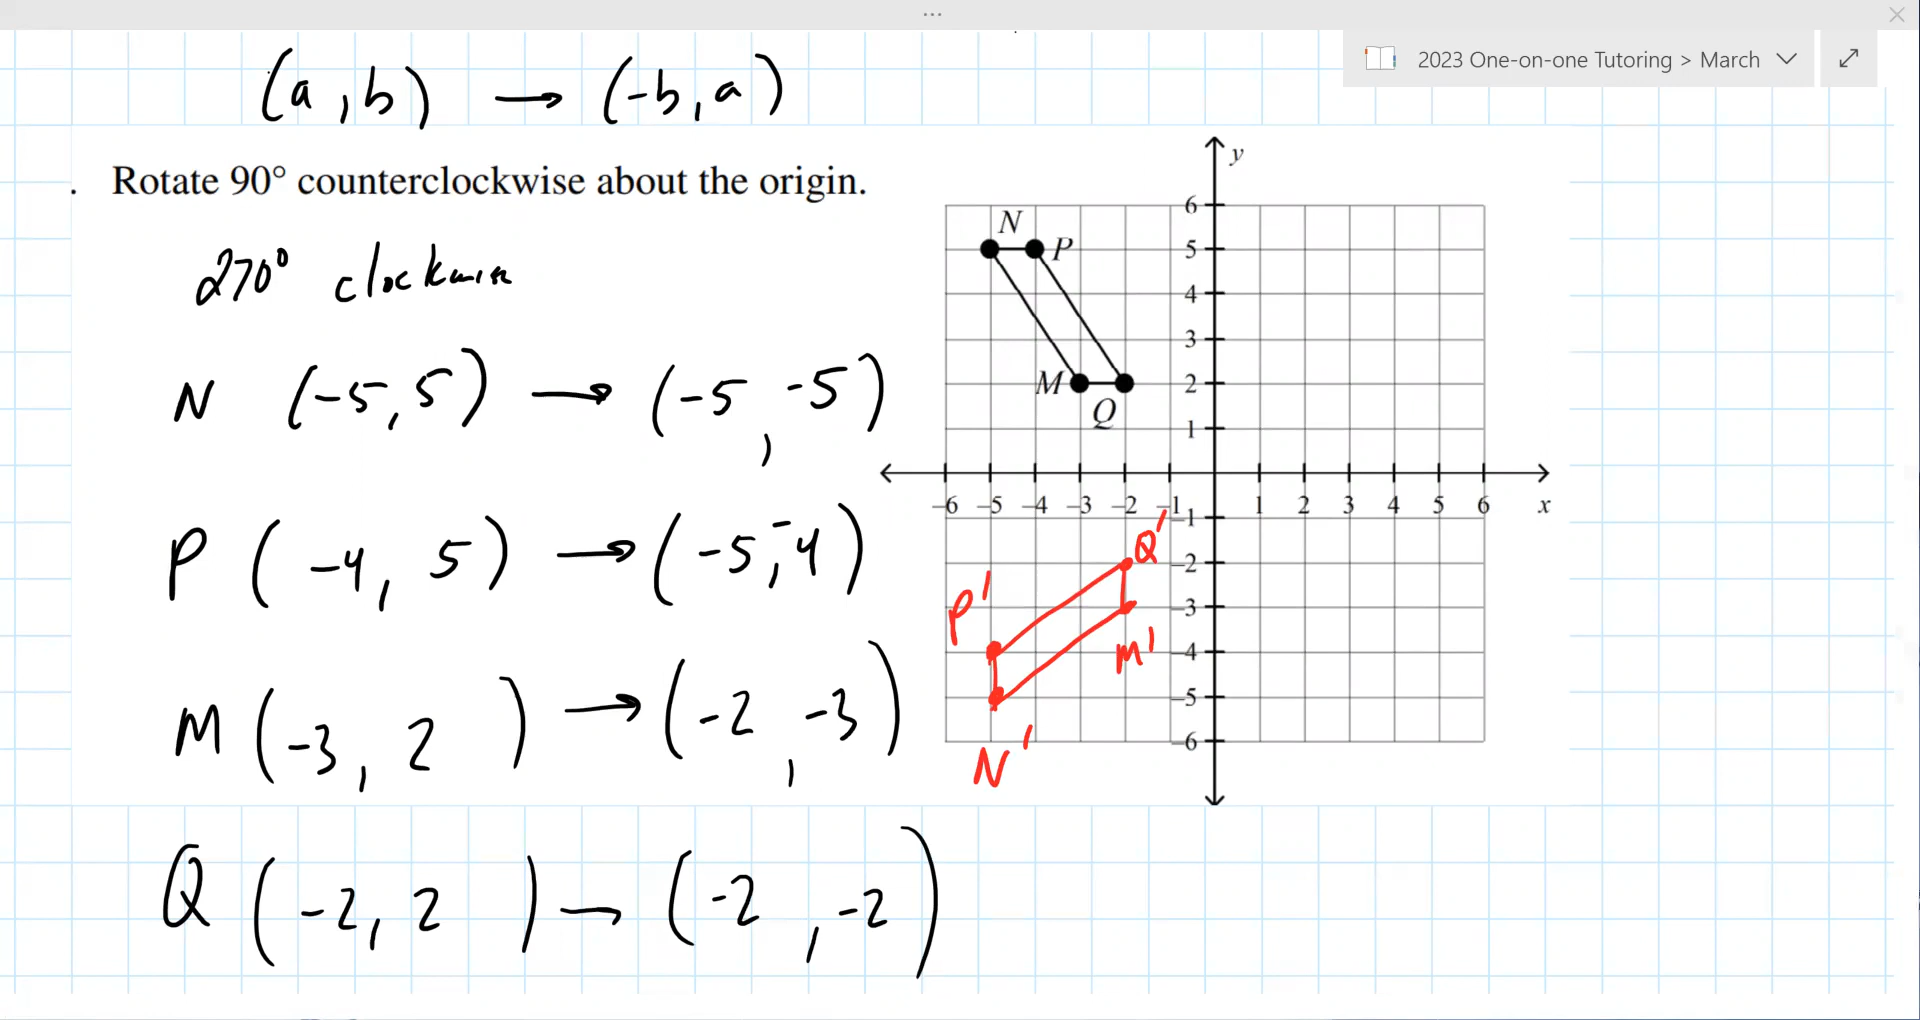 ...
2023 One-on-one Tutoring > March
(a, b) → (-b, a)
. Rotate 90° counterclockwise about the origin.
270° clockwise
N (-5, 5) → (-5, -5)
P (-4, 5) → (-5, -4)
M (-3, 2) → (-2, -3)
Q (-2, 2) → (-2, -2)
y
6
N
P
5
4
3
M
2
Q
1
–6 –5 –4 –3 –2 –1 1 2 3 4 5 6 x
–1
Q'
–2
P'
–3
M'
–4
–5
–6
N'